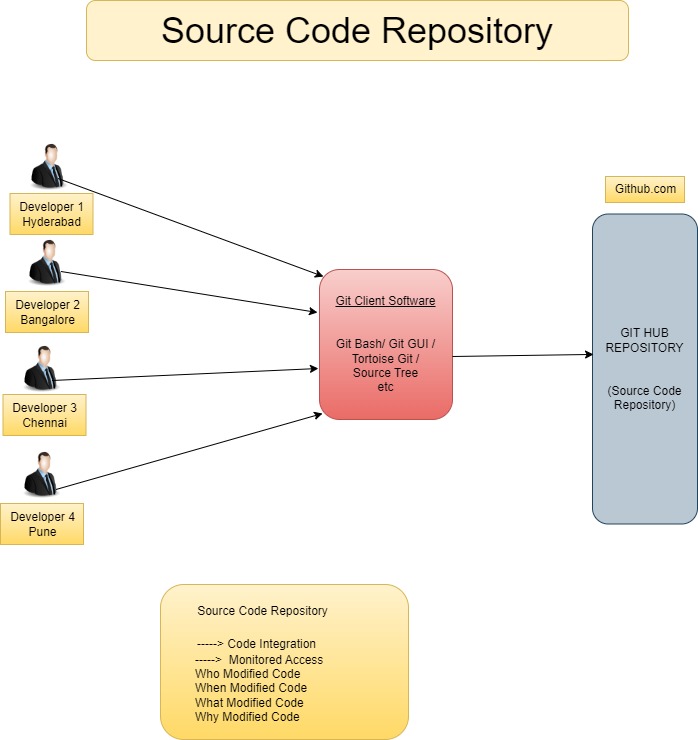 Source Code Repository
Developer 1
Hyderabad
Developer 2
Bangalore
Developer 3
Chennai
Developer 4
Pune
Git Client Software
Git Bash/ Git GUI /
Tortoise Git /
Source Tree
etc
Github.com
GIT HUB
REPOSITORY
(Source Code
Repository)
Source Code Repository
-----> Code Integration
-----> Monitored Access
Who Modified Code
When Modified Code
What Modified Code
Why Modified Code